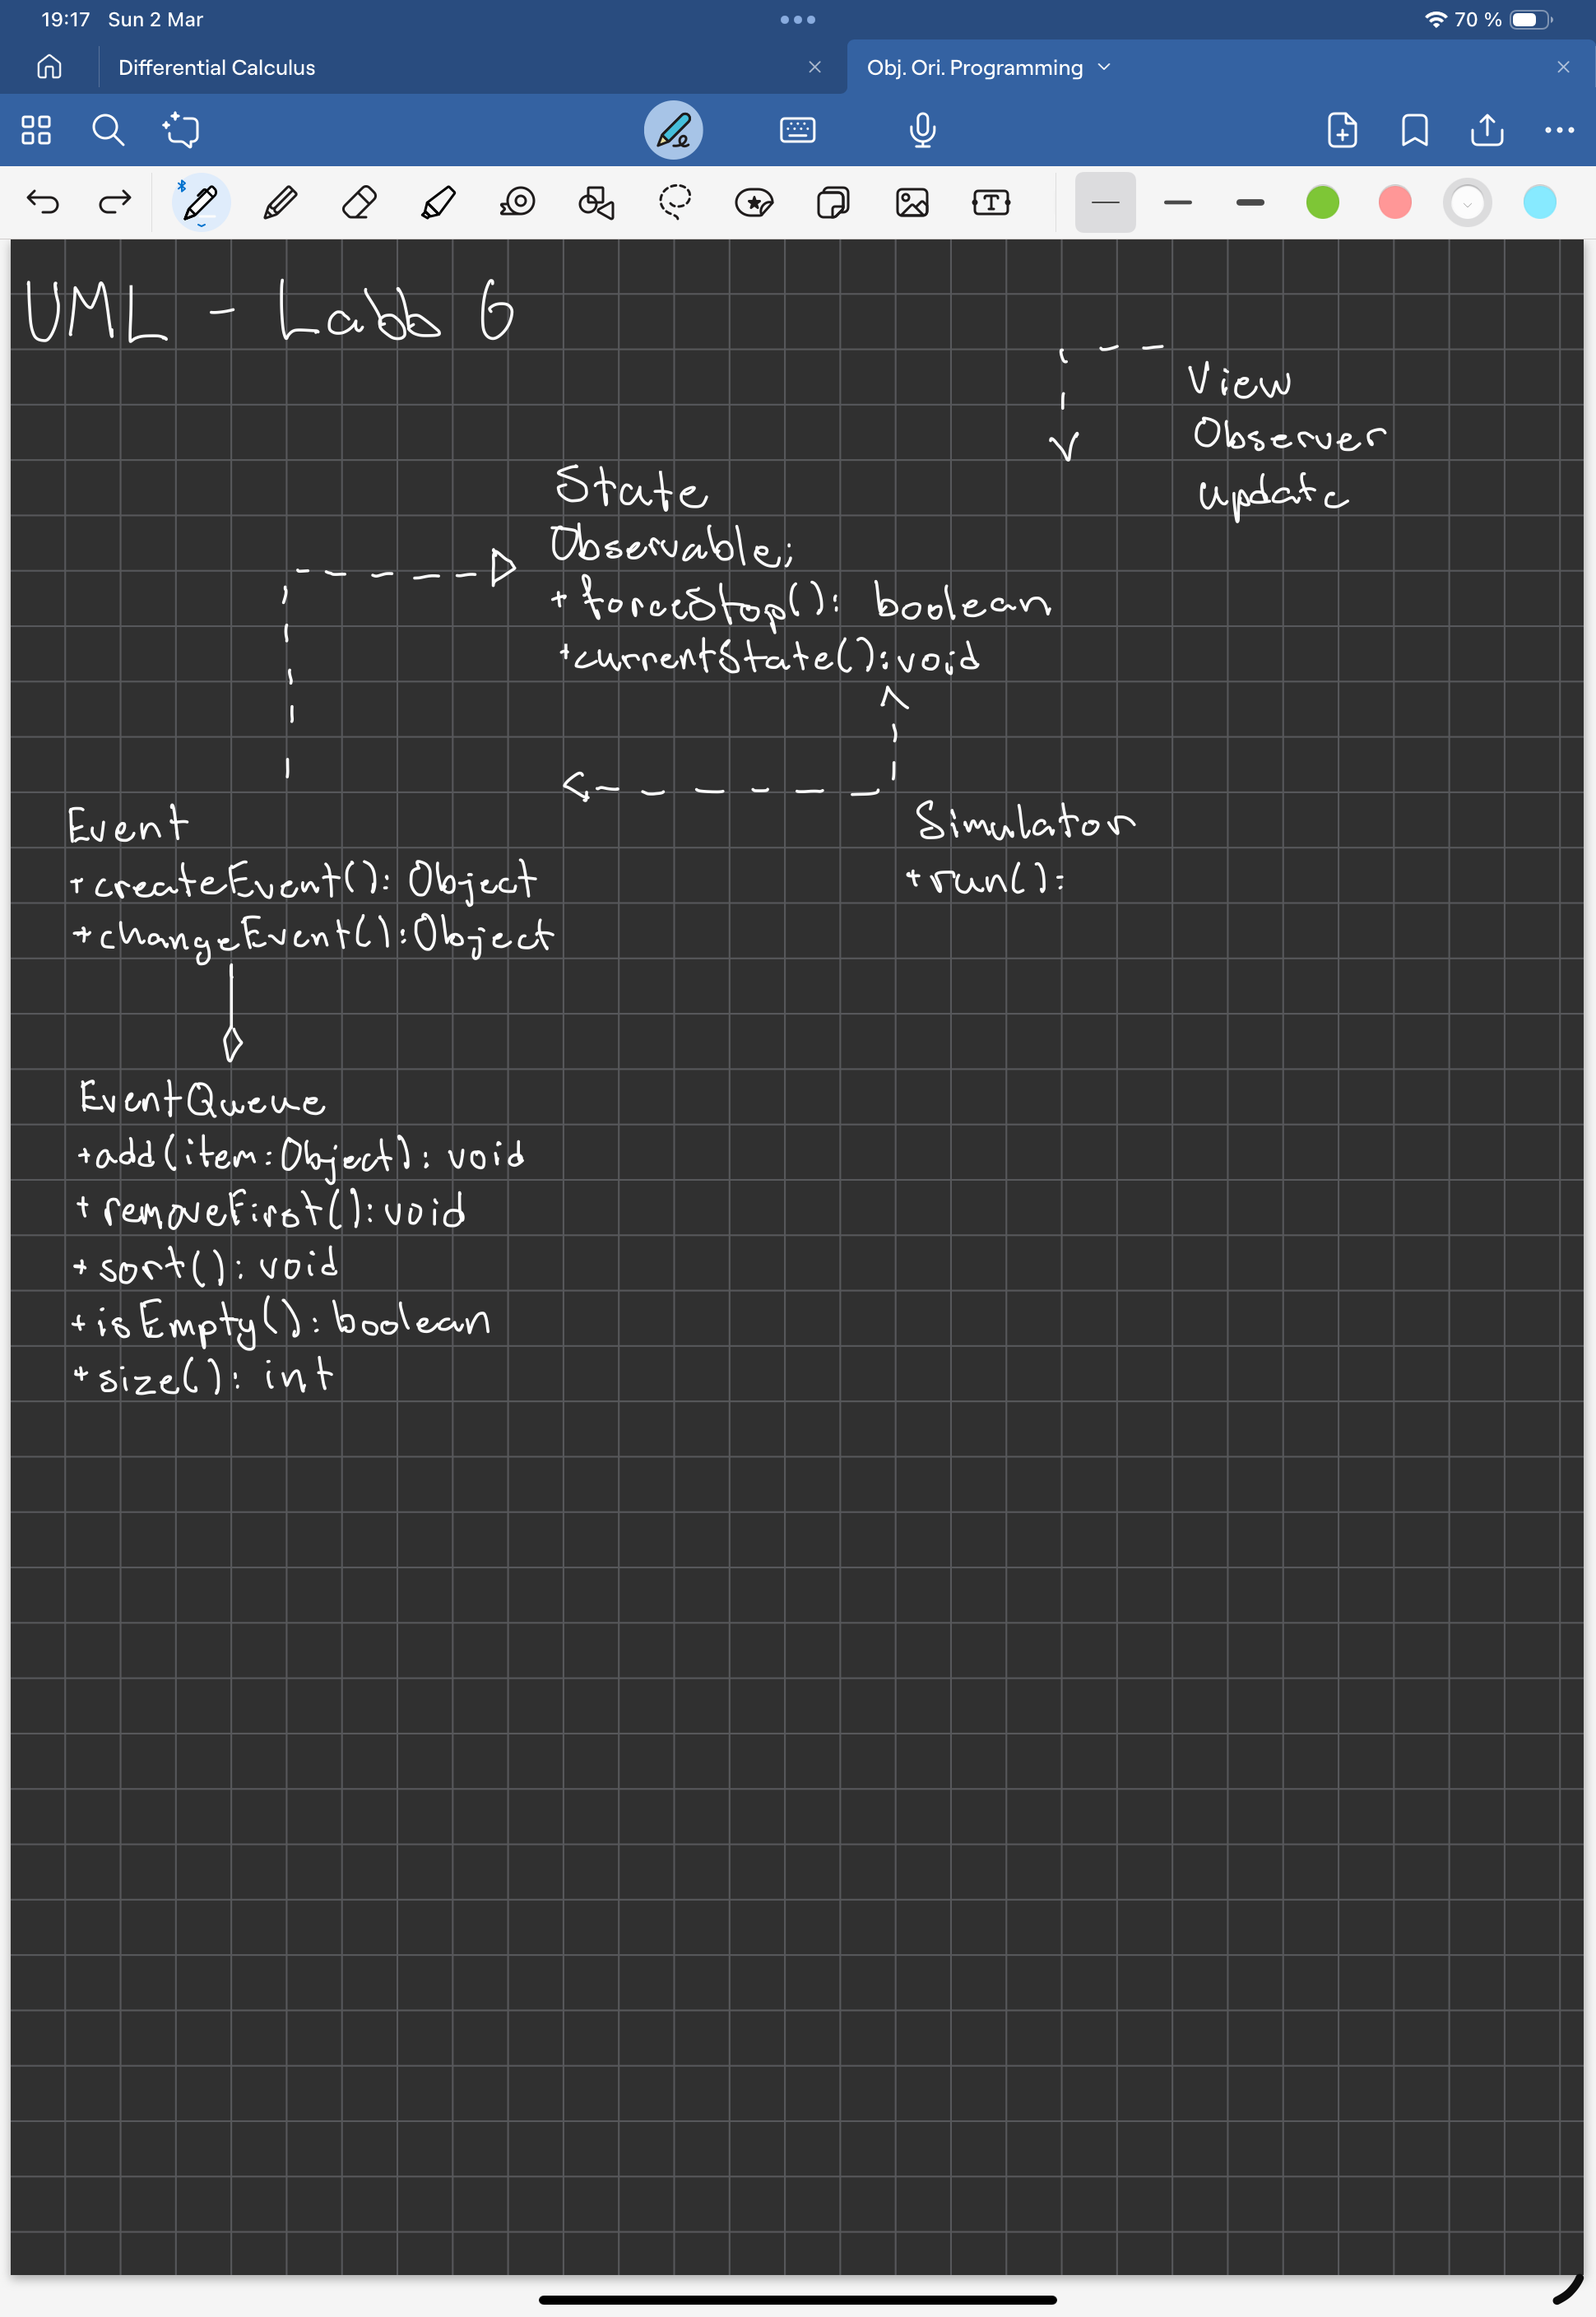 19:17 Sun 2 Mar
70 %
Differential Calculus
Obj. Ori. Programming
UML - Labb 6
View
Observer
update
State
Observable;
+forceStop(): boolean
+currentState():void
Event
+createEvent(): Object
+changeEvent():Object
Simulator
+run():
EventQueue
+add(item:Object): void
+removeFirst():void
+sort(): void
+isEmpty(): boolean
+size(): int